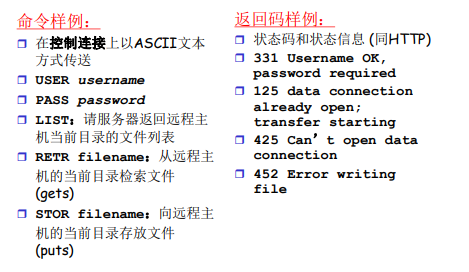 命令样例：
在控制连接上以ASCII文本
方式传送
USER username
PASS password
LIST：请服务器返回远程主
机当前目录的文件列表
RETR filename：从远程主
机的当前目录检索文件
(gets)
STOR filename：向远程主
机的当前目录存放文件
(puts)
返回码样例：
状态码和状态信息 (同HTTP)
331 Username OK,
password required
125 data connection
already open;
transfer starting
425 Can’t open data
connection
452 Error writing
file